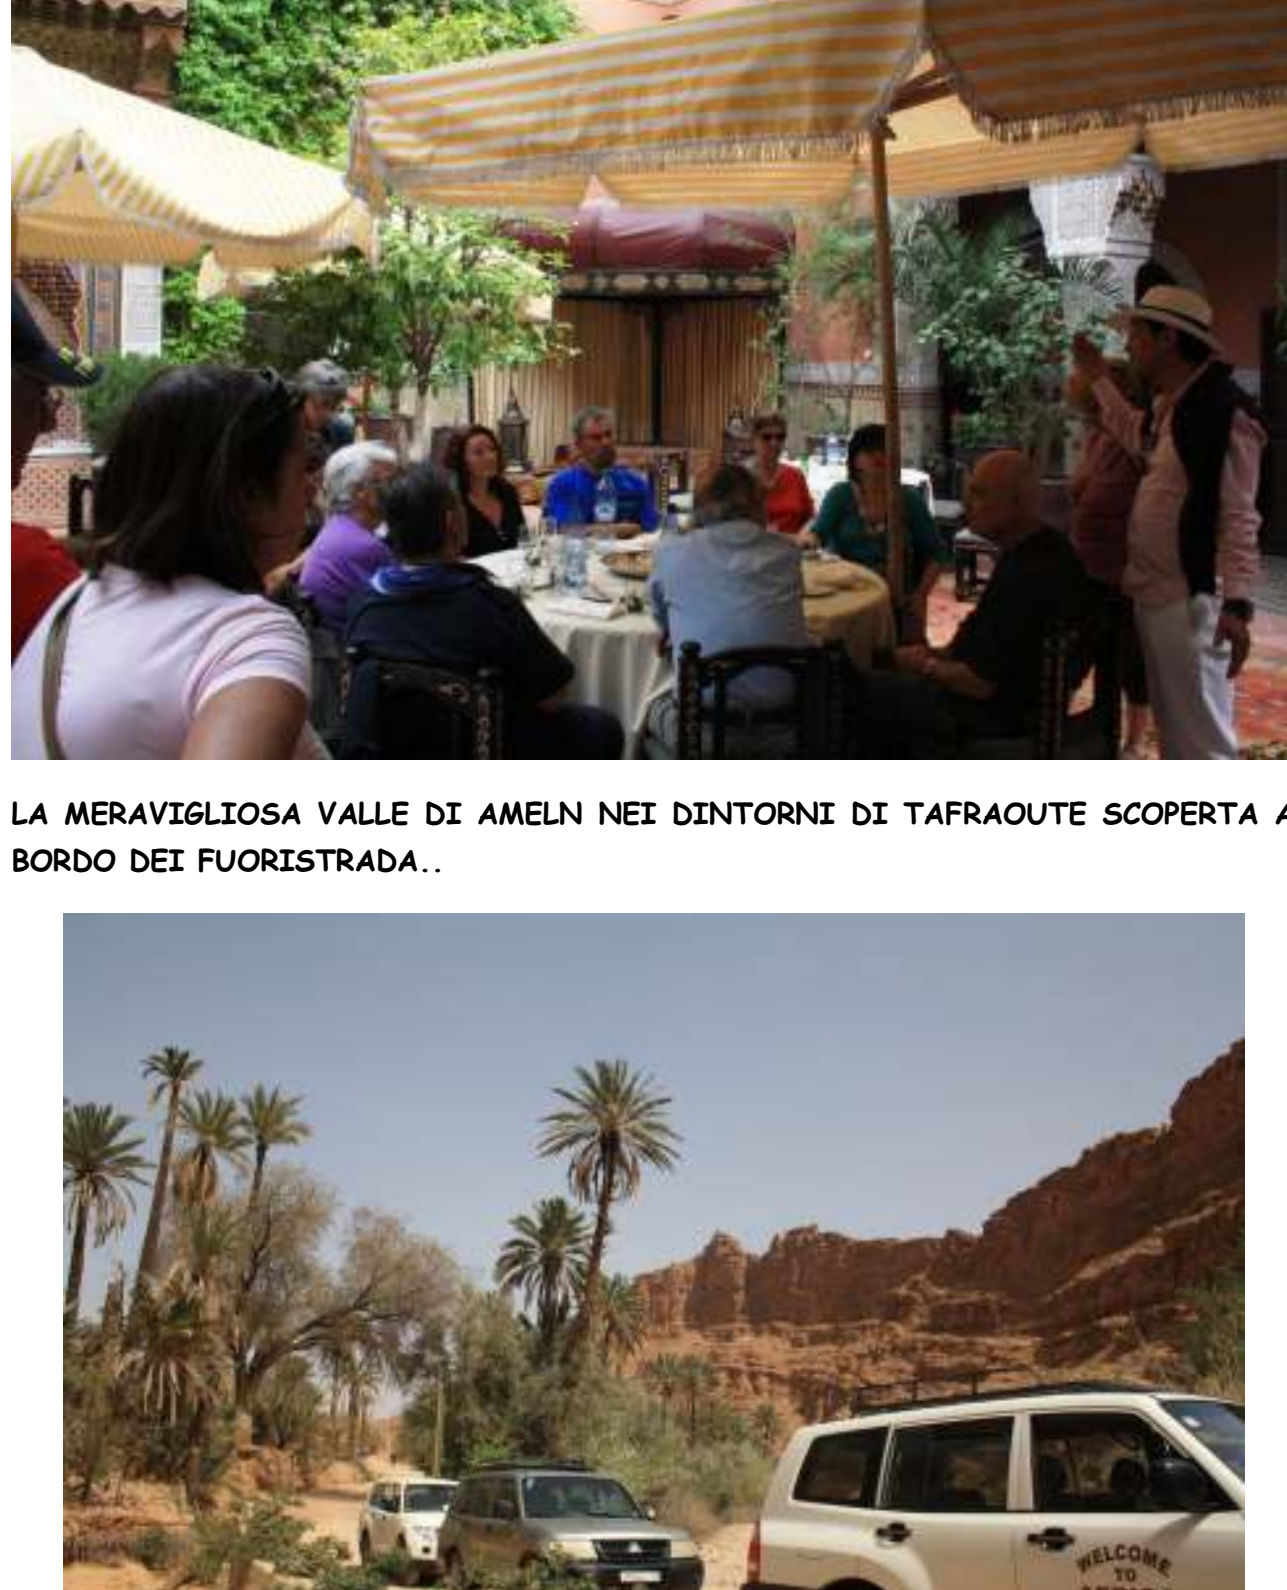 LA MERAVIGLIOSA VALLE DI AMELN NEI DINTORNI DI TAFRAOUTE SCOPERTA A
BORDO DEI FUORISTRADA..
WELCOME
TO